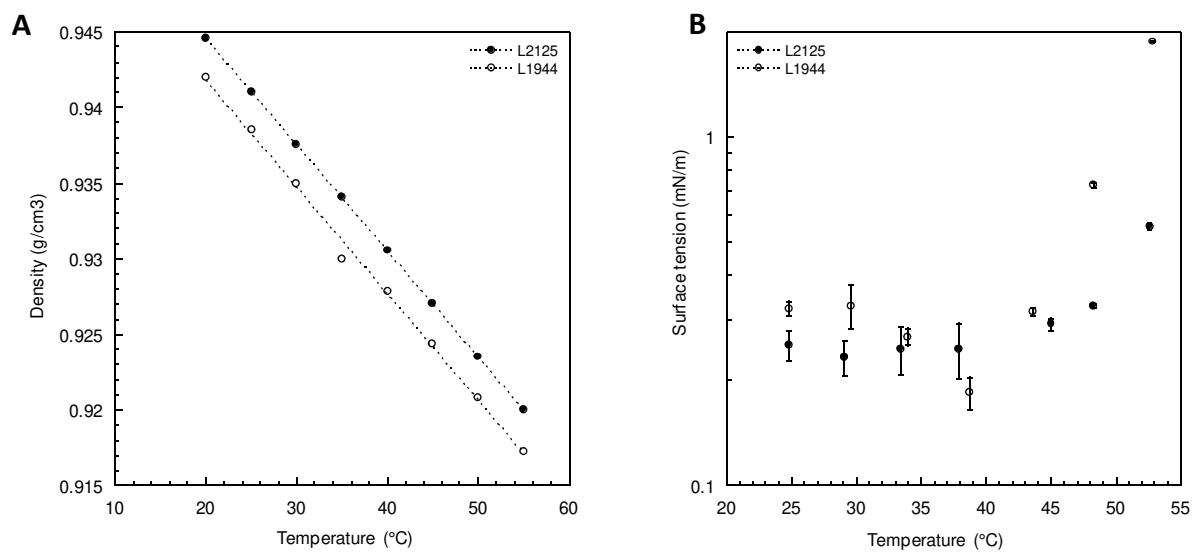 A
0.945
0.94
0.935
0.93
0.925
0.92
0.915
Density (g/cm3)
L2125
L1944
10
20
30
40
50
60
Temperature (°C)
B
1
0.1
Surface tension (mN/m)
L2125
L1944
20
25
30
35
40
45
50
55
Temperature (°C)